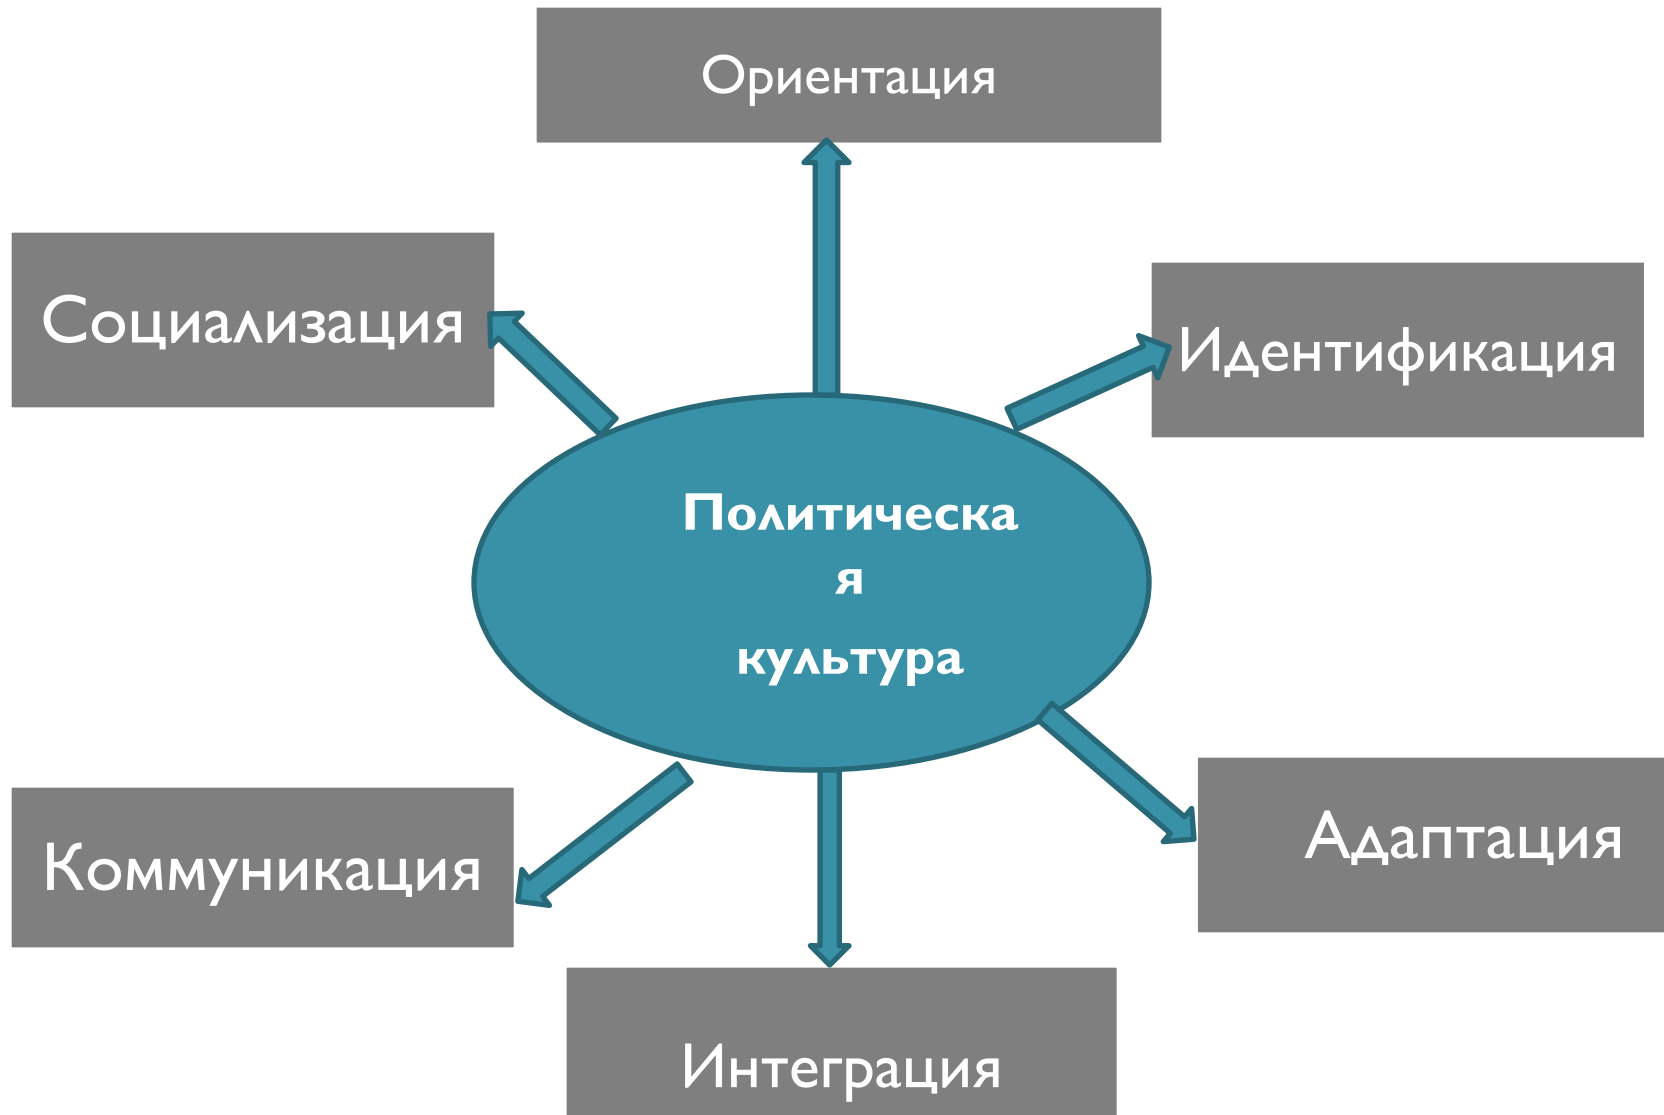 Ориентация
Социализация
Идентификация
Политическа
я
культура
Коммуникация
Адаптация
Интеграция